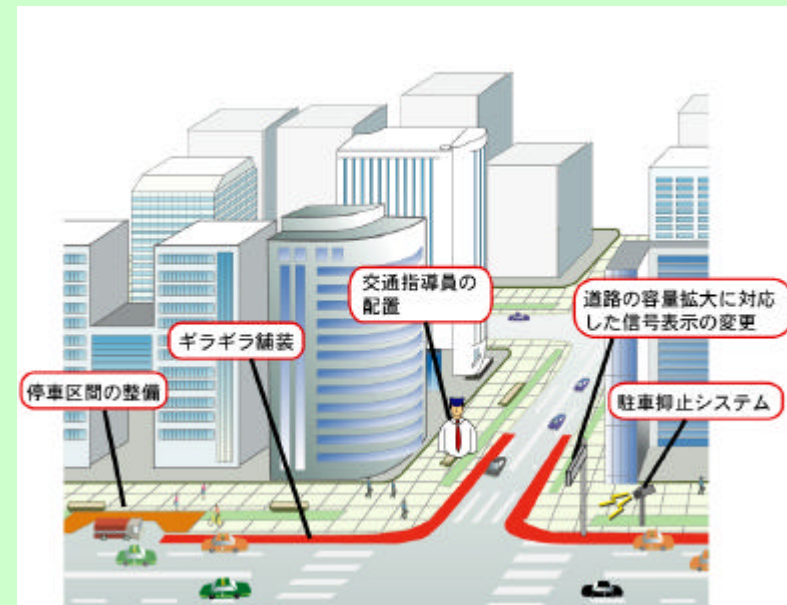 交通指導員の
配置
道路の容量拡大に対応
した信号表示の変更
ギラギラ舗装
停車区間の整備
駐車抑止システム